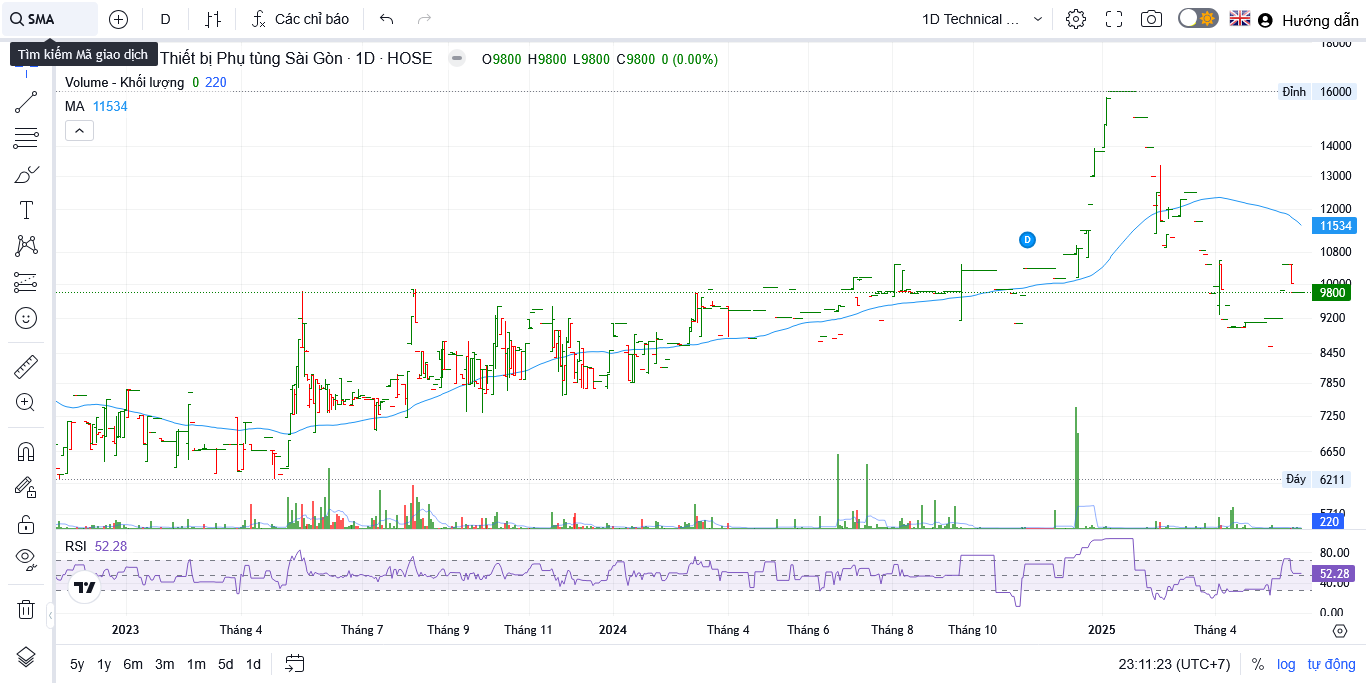 SMA
D
Các chỉ báo
1D Technical ...
Hướng dẫn
Tìm kiếm Mã giao dịch
Thiết bị Phụ tùng Sài Gòn · 1D · HOSE
O9800 H9800 L9800 C9800 0 (0.00%)
Volume - Khối lượng 0 220
MA 11534
18000
Đỉnh 16000
14000
13000
12000
11534
D
10800
10000
9800
9200
8450
7850
7250
6650
Đáy 6211
5710
220
RSI 52.28
80.00
52.28
40.00
0.00
2023 Tháng 4 Tháng 7 Tháng 9 Tháng 11 2024 Tháng 4 Tháng 6 Tháng 8 Tháng 10 2025 Tháng 4
5y 1y 6m 3m 1m 5d 1d
23:11:23 (UTC+7) % log tự động